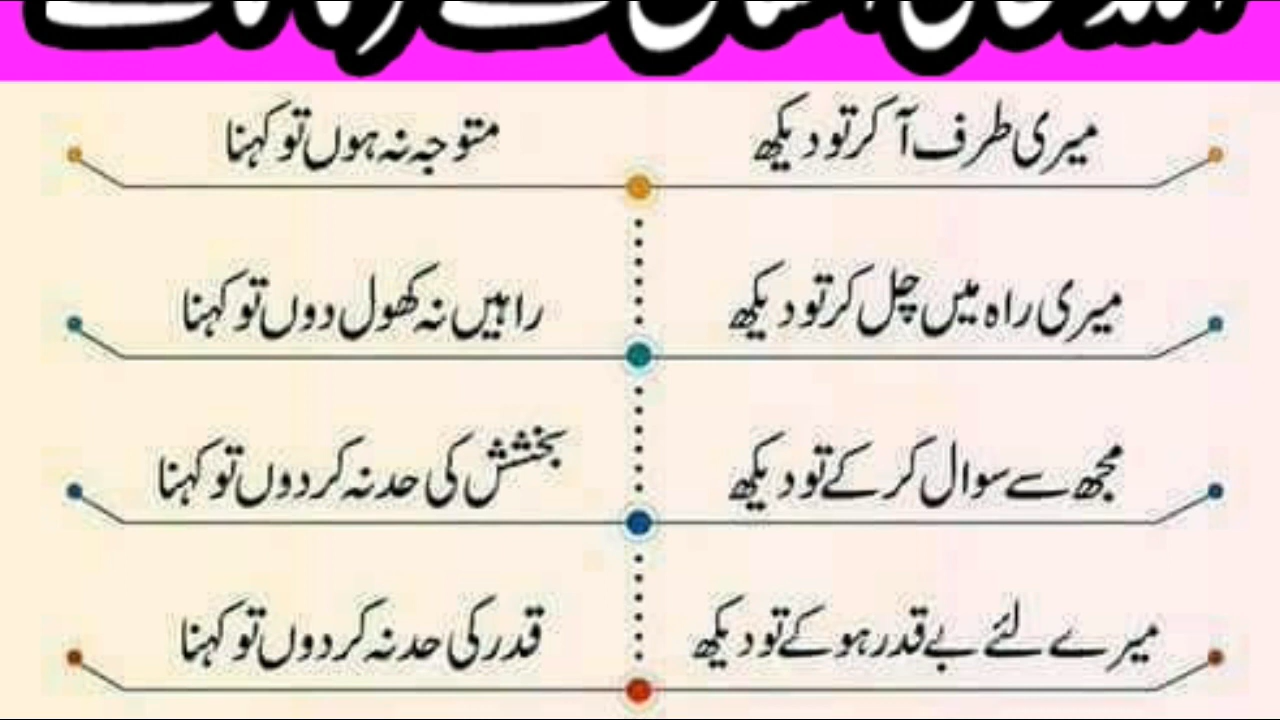 میری طرف آ کر تو دیکھ متوجہ نہ ہوں تو کہنا
میری راہ میں چل کر تو دیکھ راہیں نہ کھول دوں تو کہنا
مجھ سے سوال کر کے تو دیکھ بخشش کی حد نہ کر دوں تو کہنا
میرے لئے بے قدر ہو کے تو دیکھ قدر کی حد نہ کر دوں تو کہنا